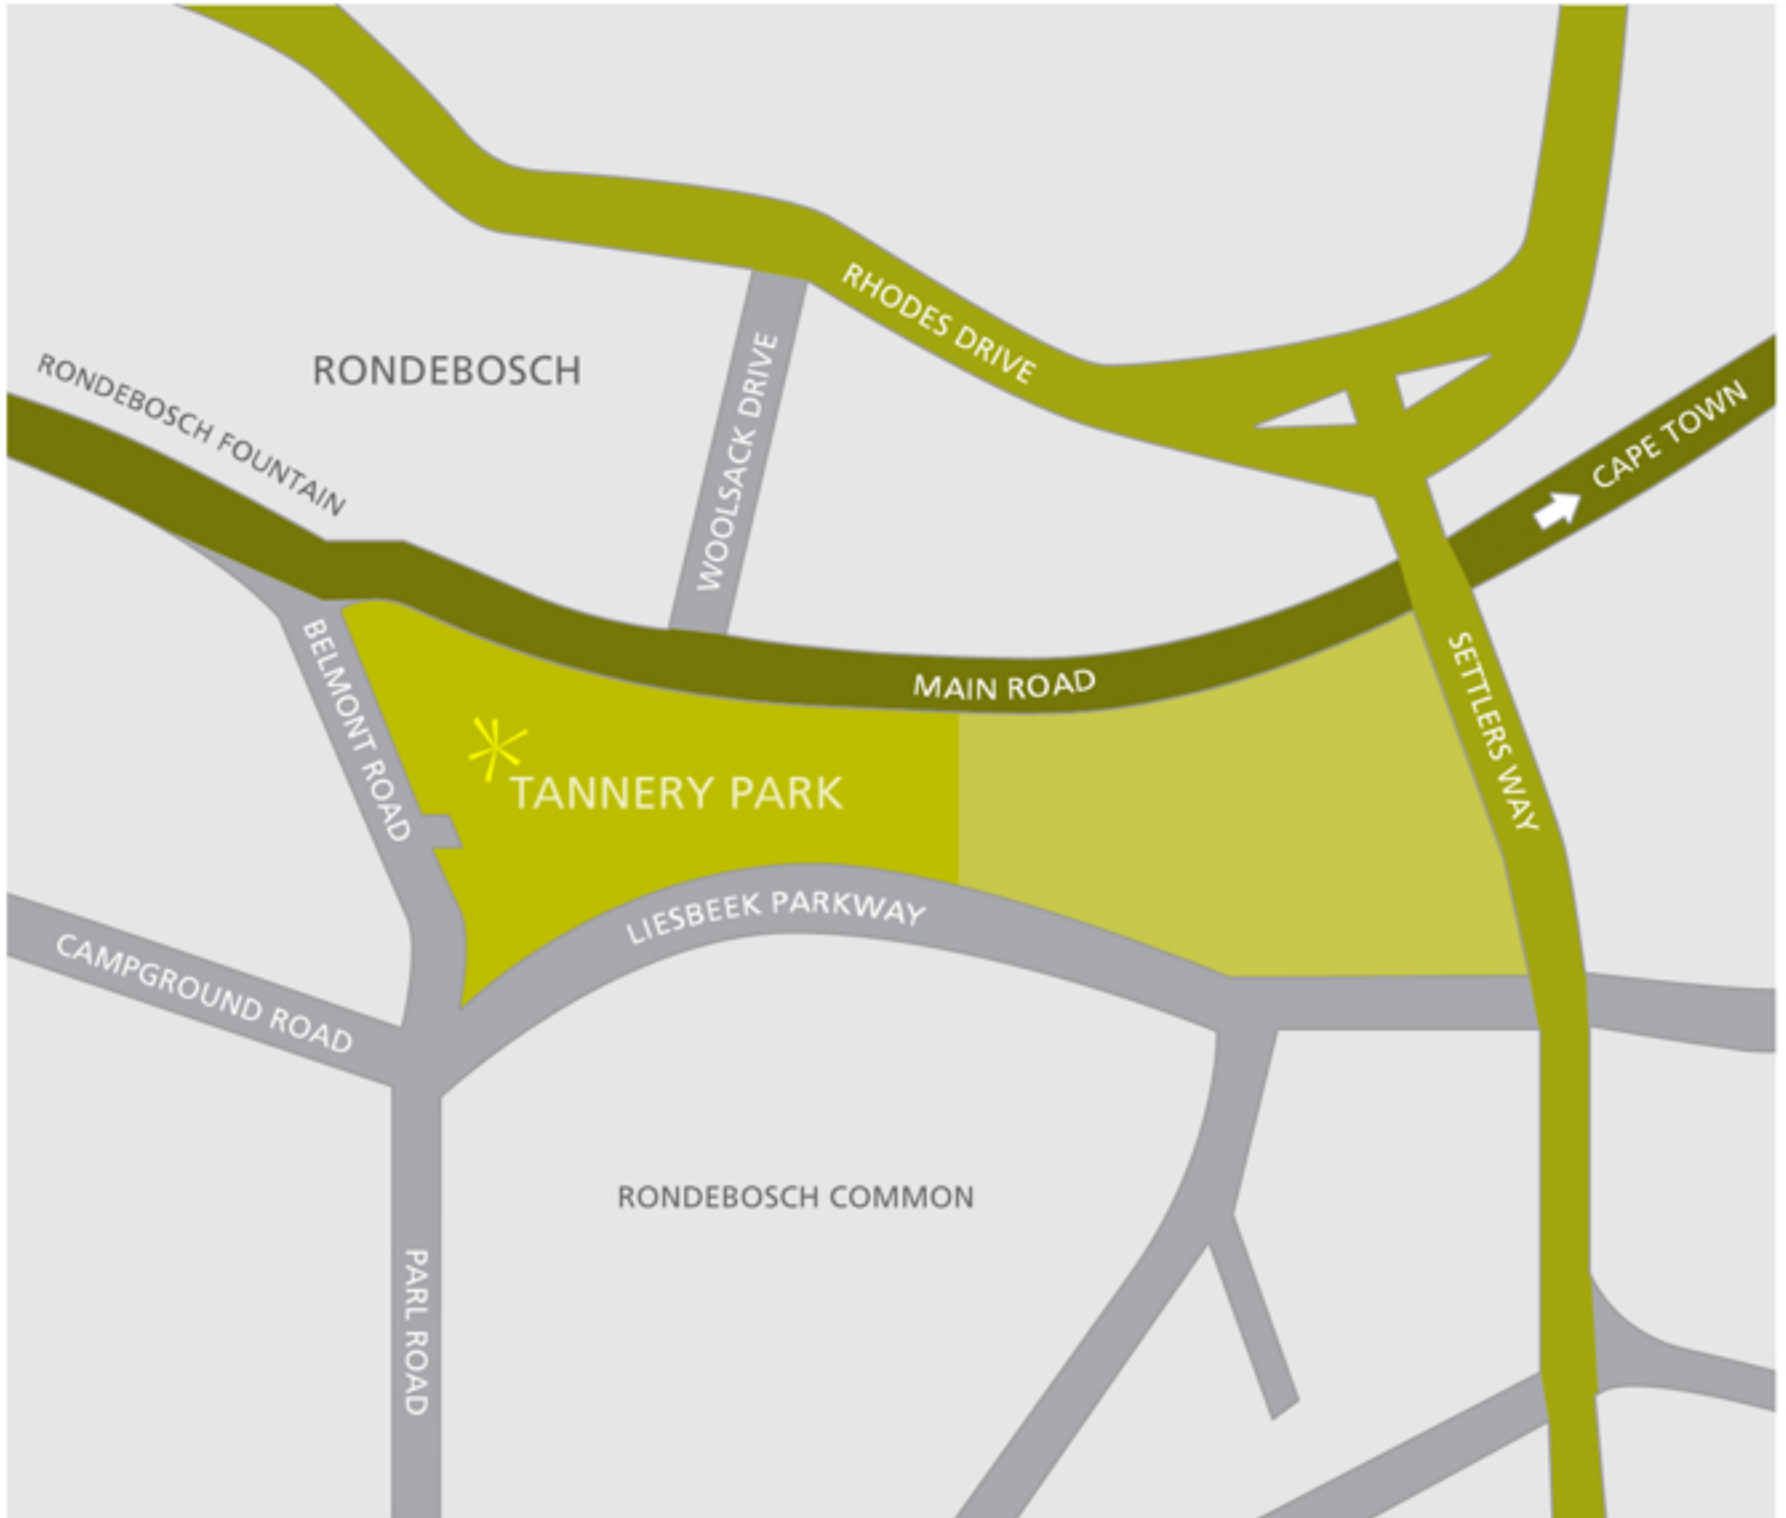 RHODES DRIVE
RONDEBOSCH
WOOLSACK DRIVE
RONDEBOSCH FOUNTAIN
CAPE TOWN
MAIN ROAD
BELMONT ROAD
SETTLERS WAY
TANNERY PARK
LIESBEEK PARKWAY
CAMPGROUND ROAD
RONDEBOSCH COMMON
PARL ROAD